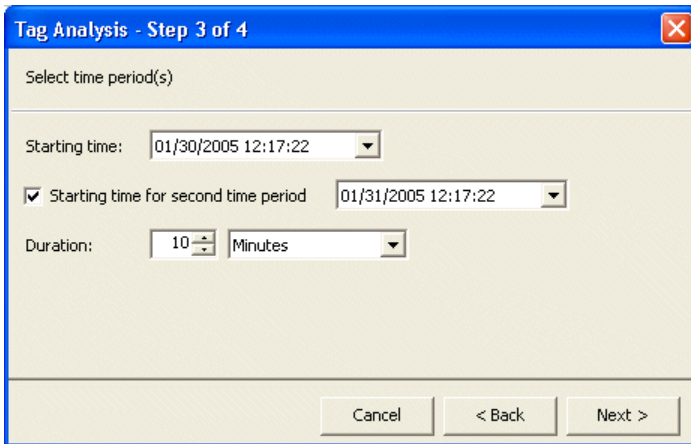 Tag Analysis - Step 3 of 4
Select time period(s)
Starting time: 01/30/2005 12:17:22
Starting time for second time period 01/31/2005 12:17:22
Duration: 10 Minutes
Cancel < Back Next >